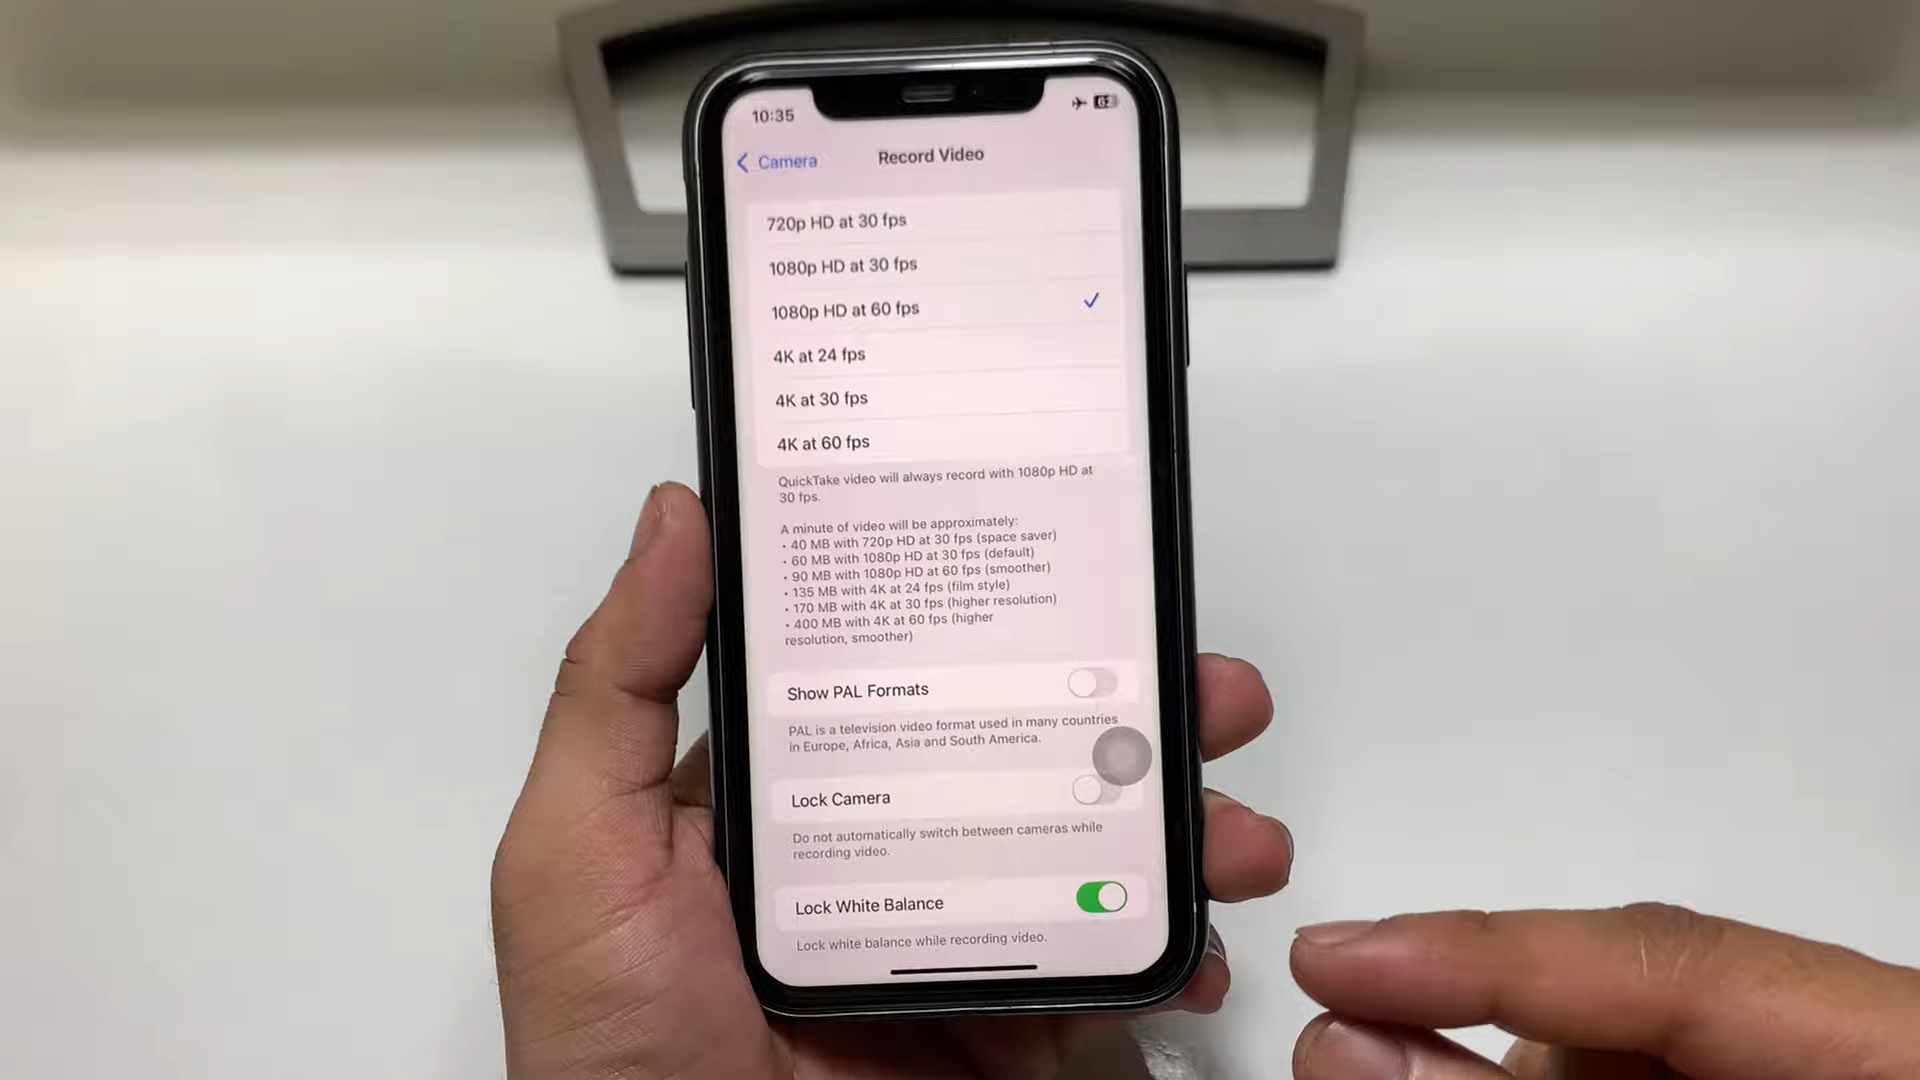 10:35
Camera
Record Video
720p HD at 30 fps
1080p HD at 30 fps
1080p HD at 60 fps
4K at 24 fps
4K at 30 fps
4K at 60 fps
QuickTake video will always record with 1080p HD at
30 fps.
A minute of video will be approximately:
• 40 MB with 720p HD at 30 fps (space saver)
• 60 MB with 1080p HD at 30 fps (default)
• 90 MB with 1080p HD at 60 fps (smoother)
• 135 MB with 4K at 24 fps (film style)
• 170 MB with 4K at 30 fps (higher resolution)
• 400 MB with 4K at 60 fps (higher
resolution, smoother)
Show PAL Formats
PAL is a television video format used in many countries
in Europe, Africa, Asia and South America.
Lock Camera
Do not automatically switch between cameras while
recording video.
Lock White Balance
Lock white balance while recording video.